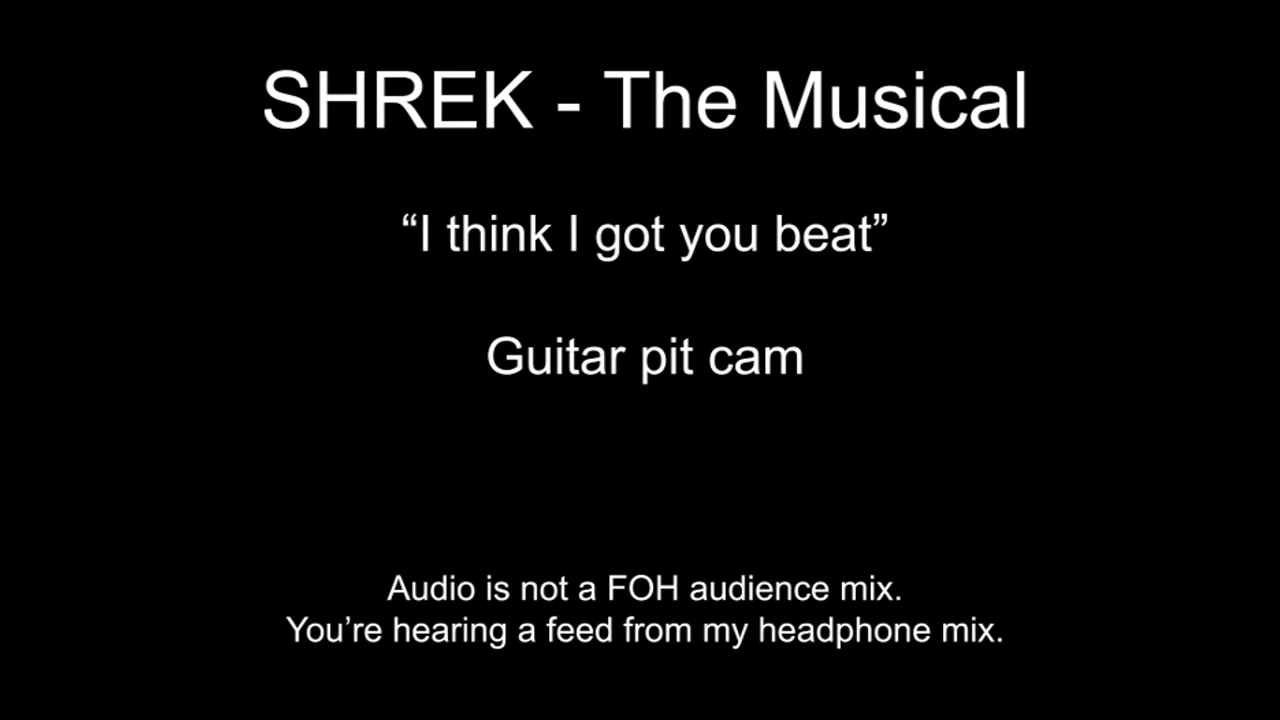 SHREK - The Musical
“I think I got you beat”
Guitar pit cam
Audio is not a FOH audience mix.
You’re hearing a feed from my headphone mix.